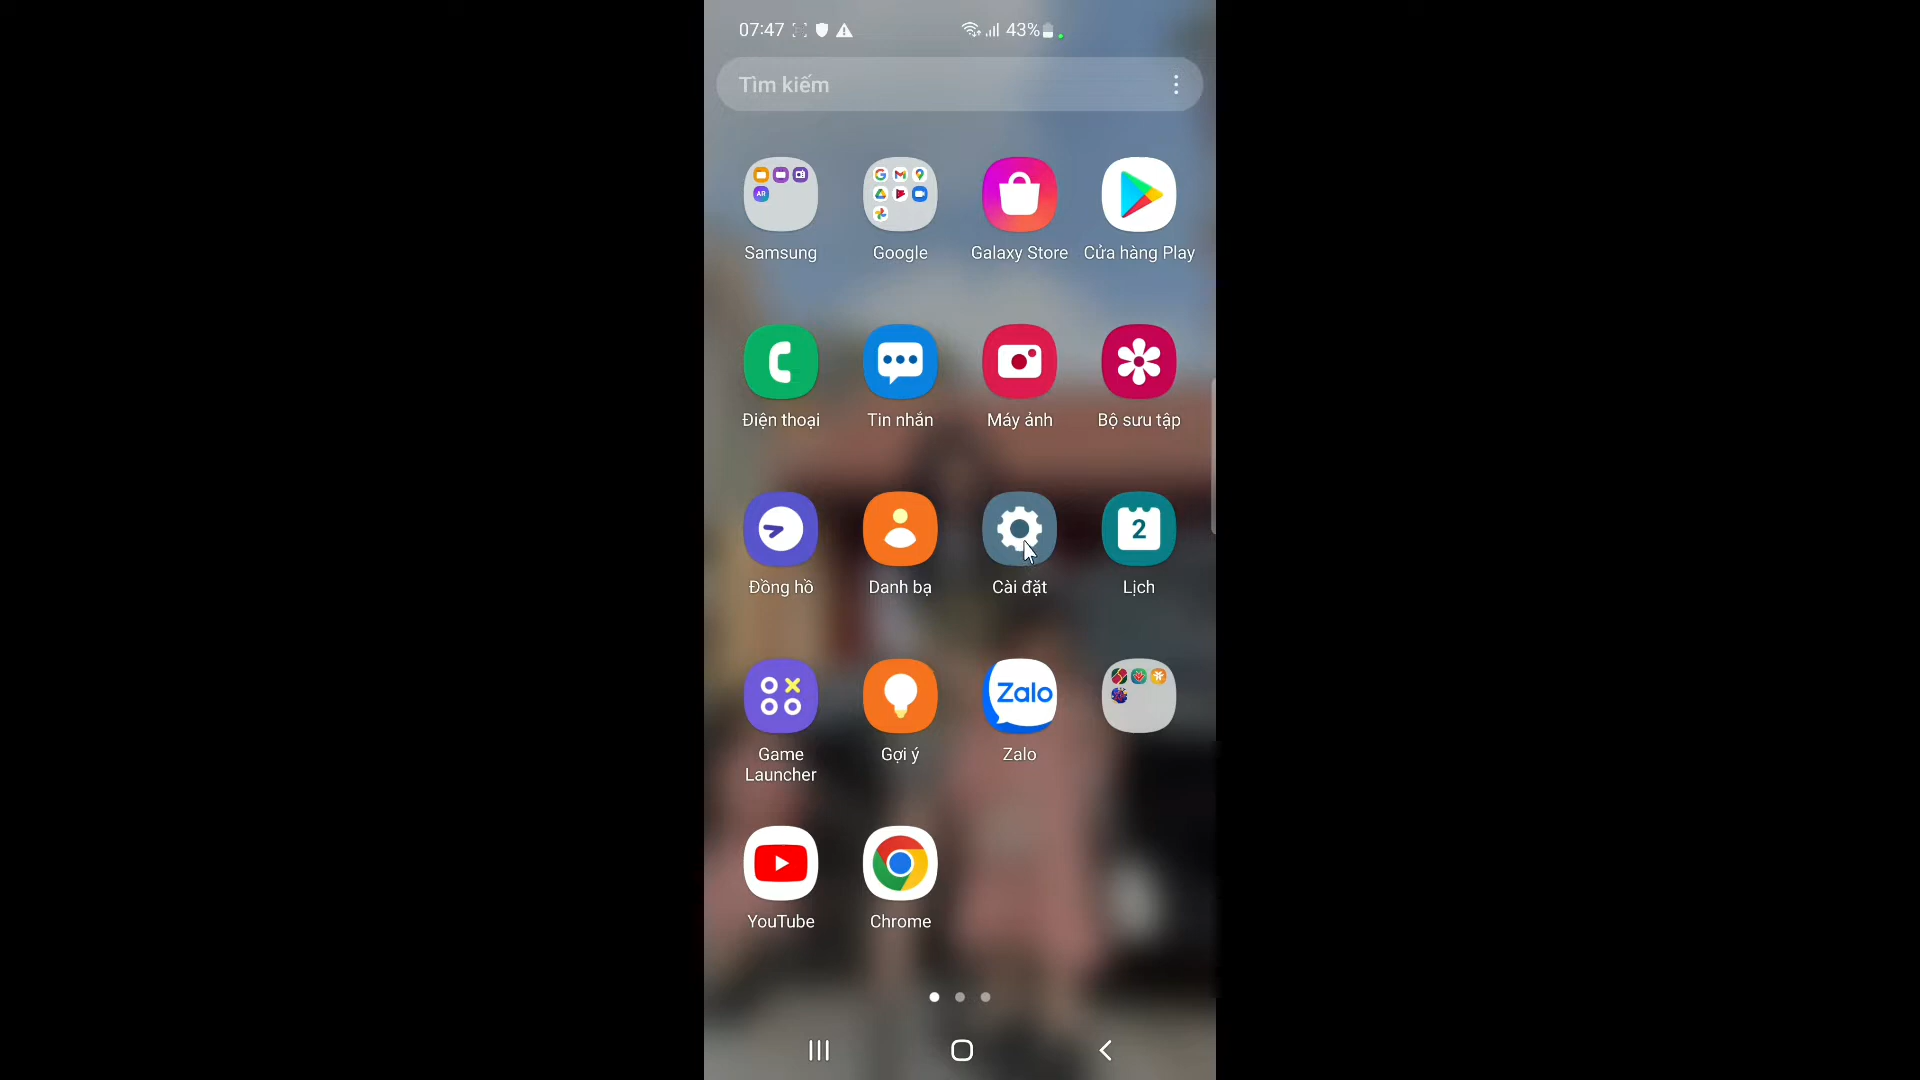 07:47
43%
Tìm kiếm
AR
Samsung
Google
Galaxy Store
Cửa hàng Play
Điện thoại
Tin nhắn
Máy ảnh
Bộ sưu tập
2
Đồng hồ
Danh bạ
Cài đặt
Lịch
Zalo
Game
Launcher
Gợi ý
Zalo
YouTube
Chrome